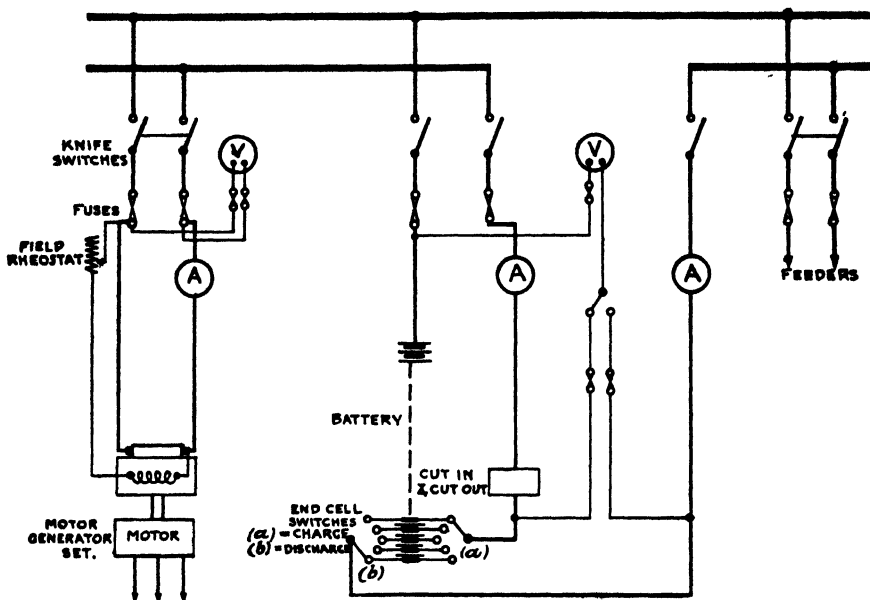 KNIFE
SWITCHES
V
V
FUSES
FIELD
RHEOSTAT
A
A
A
FEEDERS
BATTERY
CUT IN
& CUT OUT
END CELL
SWITCHES
(a) = CHARGE
(b) = DISCHARGE
(a)
(b)
MOTOR
GENERATOR
SET.
MOTOR